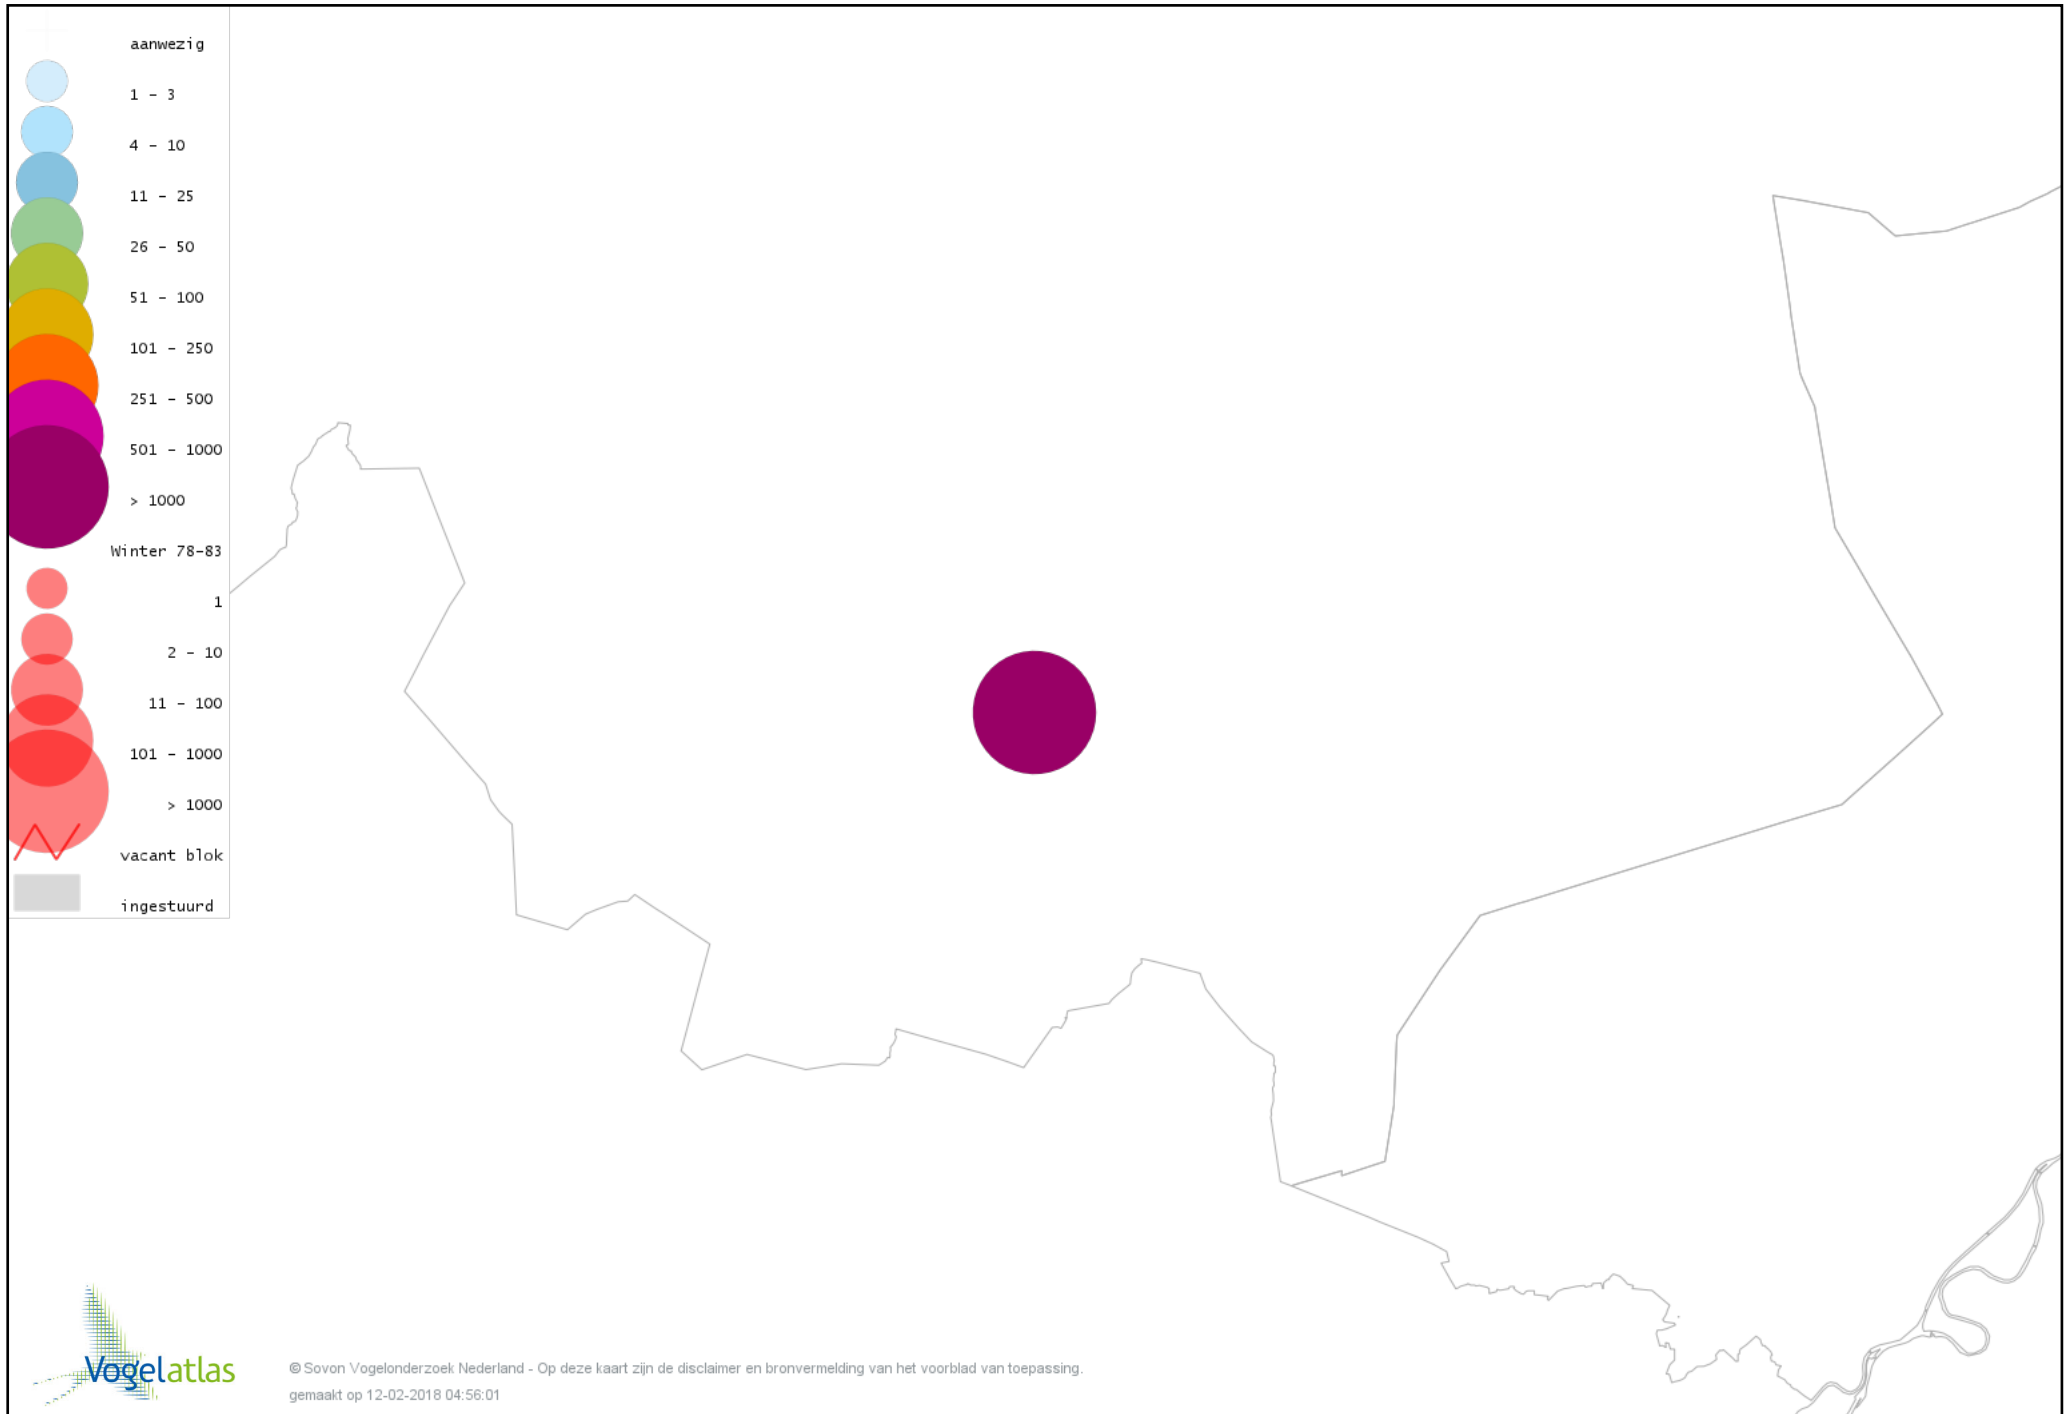 aanwezig
1 - 3
4 - 10
11 - 25
26 - 50
51 - 100
101 - 250
251 - 500
501 - 1000
> 1000
Winter 78-83
1
2 - 10
11 - 100
101 - 1000
> 1000
vacant blok
ingestuurd
Vogelatlas
© Sovon Vogelonderzoek Nederland - Op deze kaart zijn de disclaimer en bronvermelding van het voorblad van toepassing.
gemaakt op 12-02-2018 04:56:01